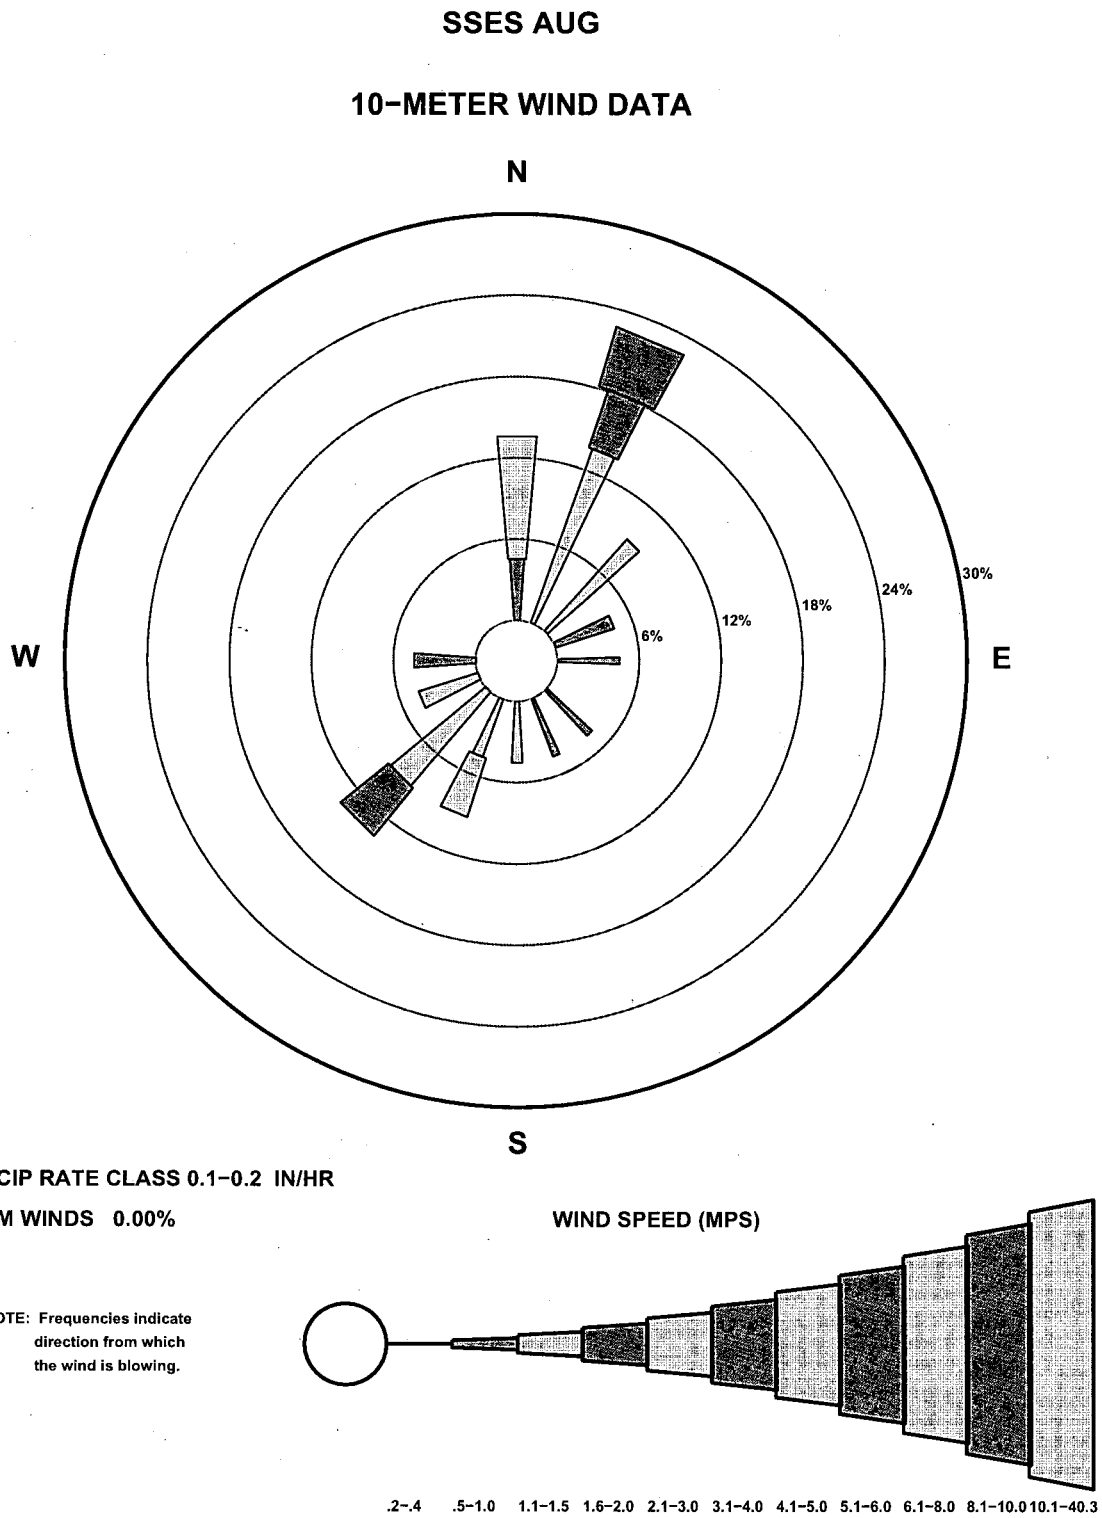 SSES AUG
10−METER WIND DATA
N
30%
24%
18%
12%
6%
W
E
S
CIP RATE CLASS 0.1−0.2 IN/HR
M WINDS 0.00%
WIND SPEED (MPS)
OTE: Frequencies indicate
direction from which
the wind is blowing.
.2−.4 .5−1.0 1.1−1.5 1.6−2.0 2.1−3.0 3.1−4.0 4.1−5.0 5.1−6.0 6.1−8.0 8.1−10.0 10.1−40.3